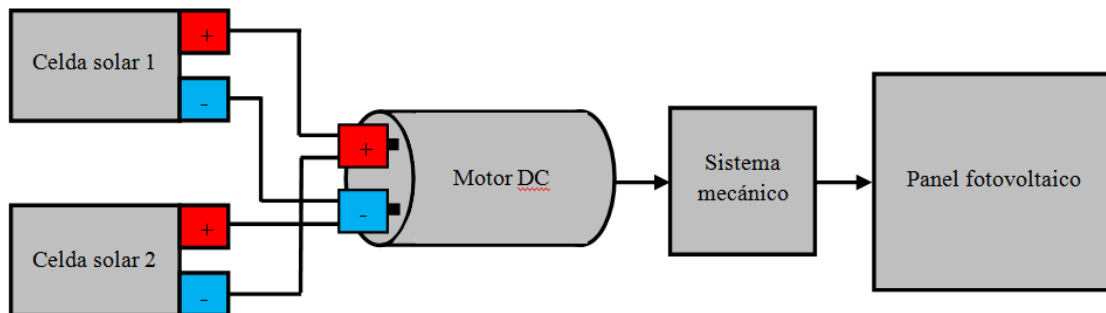 Celda solar 1
+
-
+
-
Motor DC
Sistema
mecánico
Panel fotovoltaico
Celda solar 2
+
-